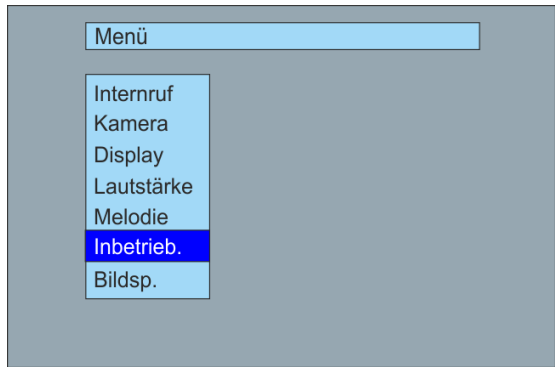 Menü
Internruf
Kamera
Display
Lautstärke
Melodie
Inbetrieb.
Bildsp.